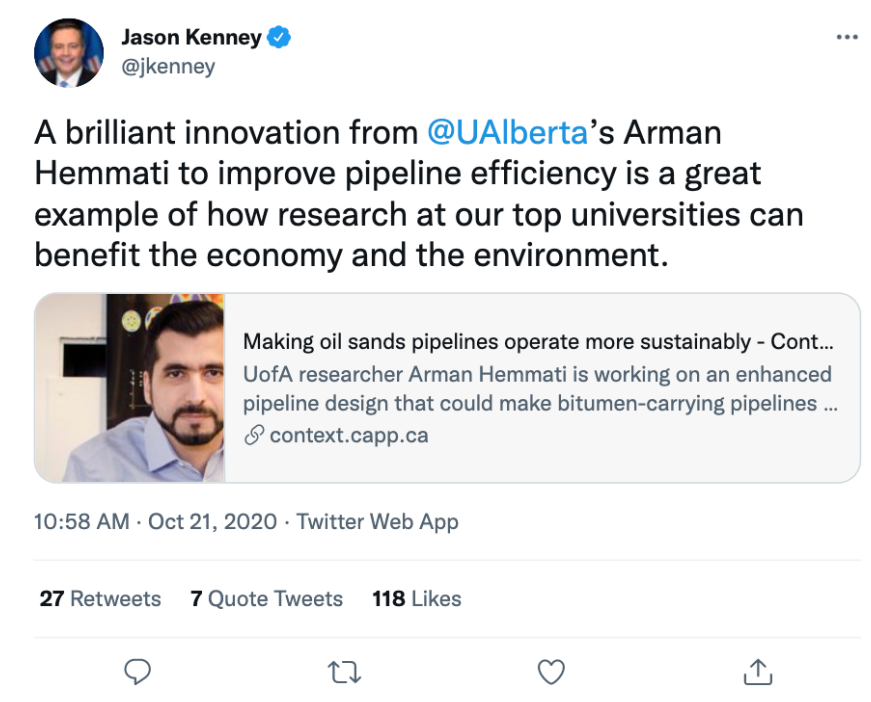 Jason Kenney
@jkenney
A brilliant innovation from @UAlberta’s Arman
Hemmati to improve pipeline efficiency is a great
example of how research at our top universities can
benefit the economy and the environment.
Making oil sands pipelines operate more sustainably - Cont...
UofA researcher Arman Hemmati is working on an enhanced
pipeline design that could make bitumen-carrying pipelines ...
context.capp.ca
10:58 AM · Oct 21, 2020 · Twitter Web App
27 Retweets 7 Quote Tweets 118 Likes